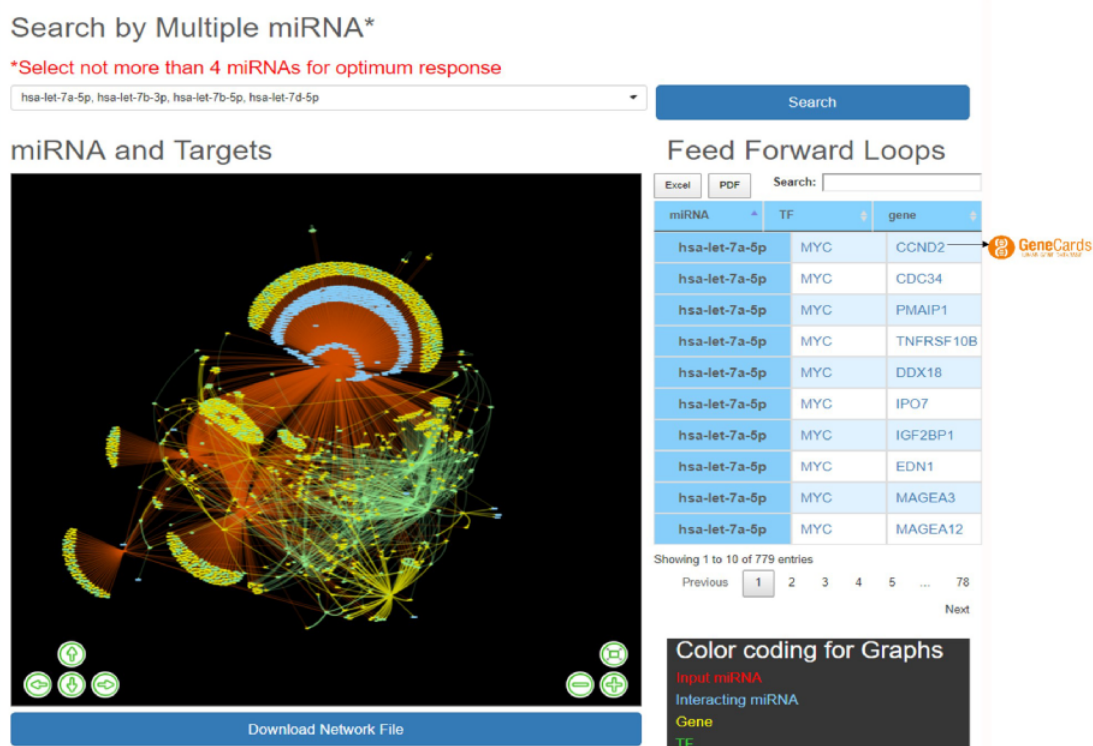 Search by Multiple miRNA*
*Select not more than 4 miRNAs for optimum response
hsa-let-7a-5p, hsa-let-7b-3p, hsa-let-7b-5p, hsa-let-7d-5p
Search
miRNA and Targets
Feed Forward Loops
Excel PDF Search:
miRNA TF gene
hsa-let-7a-5p MYC CCND2 GeneCards
hsa-let-7a-5p MYC CDC34
hsa-let-7a-5p MYC PMAIP1
hsa-let-7a-5p MYC TNFRSF10B
hsa-let-7a-5p MYC DDX18
hsa-let-7a-5p MYC IPO7
hsa-let-7a-5p MYC IGF2BP1
hsa-let-7a-5p MYC EDN1
hsa-let-7a-5p MYC MAGEA3
hsa-let-7a-5p MYC MAGEA12
Showing 1 to 10 of 779 entries
Previous 1 2 3 4 5 ... 78
Next
Color coding for Graphs
Input miRNA
Interacting miRNA
Gene
TF
Download Network File